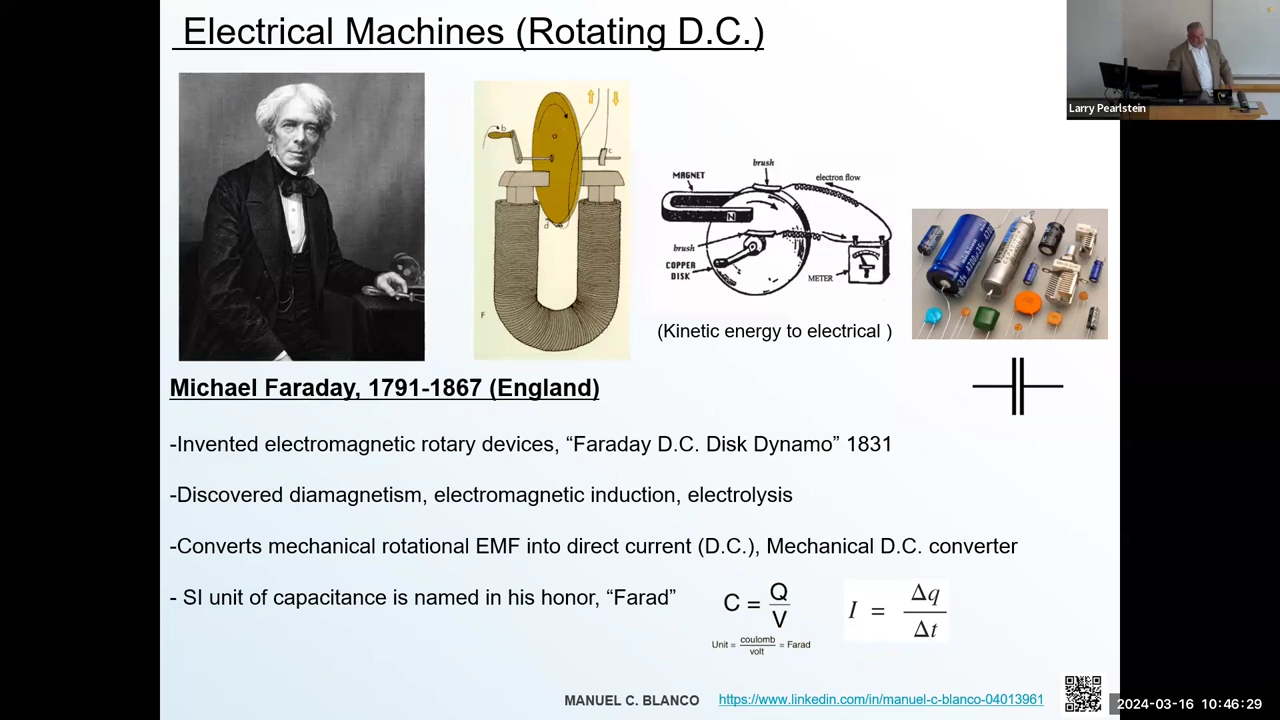 Electrical Machines (Rotating D.C.)
Larry Pearlstein
b
a
c
d
F
brush
MAGNET
electron flow
N
brush
COPPER
DISK
METER
(Kinetic energy to electrical )
Michael Faraday, 1791-1867 (England)
-Invented electromagnetic rotary devices, “Faraday D.C. Disk Dynamo” 1831
-Discovered diamagnetism, electromagnetic induction, electrolysis
-Converts mechanical rotational EMF into direct current (D.C.), Mechanical D.C. converter
- SI unit of capacitance is named in his honor, “Farad”
C = Q / V
Unit = coulomb / volt = Farad
I = Δq / Δt
MANUEL C. BLANCO
https://www.linkedin.com/in/manuel-c-blanco-04013961
2024-03-16 10:46:29